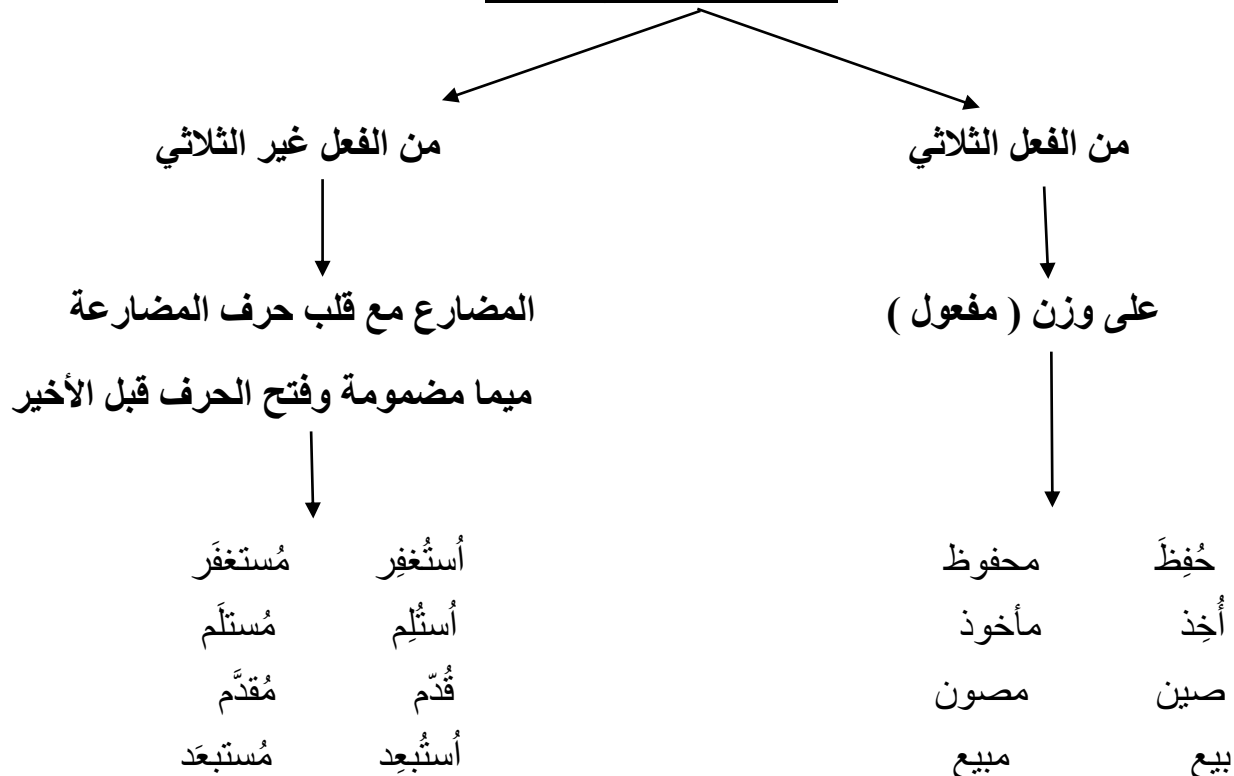 من الفعل الثلاثي
من الفعل غير الثلاثي
على وزن ( مفعول )
المضارع مع قلب حرف المضارعة
ميما مضمومة وفتح الحرف قبل الأخير
حُفِظَ محفوظ
أُخِذ مأخوذ
صين مصون
بيع مبيع
اُستُغفِر مُستغفَر
اُستُلِم مُستلَم
قُدّم مُقدَّم
اُستُبعِد مُستبعَد